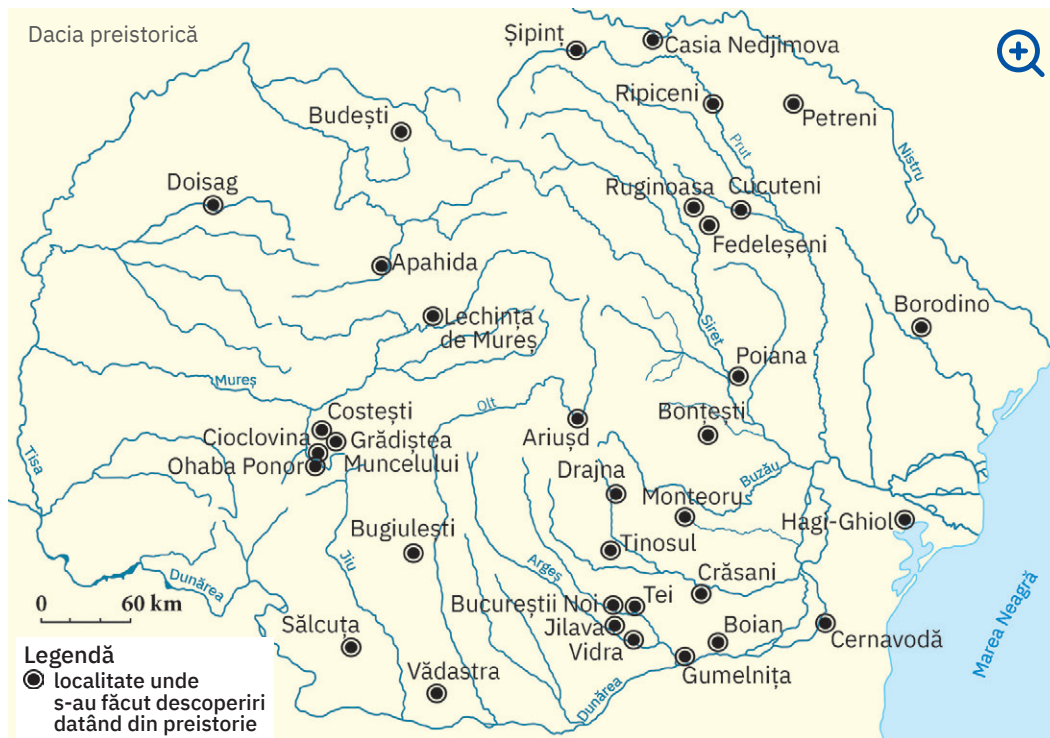 Dacia preistorică
Șipinț
Casia Nedjimova
Ripiceni
Petreni
Budești
Prut
Nistru
Doisag
Ruginoasa
Cucuteni
Fedeleșeni
Apahida
Borodino
Lechința
de Mureș
Siret
Poiana
Mureș
Olt
Costești
Bontești
Cioclovina
Grădiștea
Muncelului
Ariușd
Ohaba Ponor
Tisa
Drajna
Buzău
Monteoru
Hagi-Ghiol
Bugiulești
Tinosul
Jiu
Argeș
Dunărea
Crăsani
0 60 km
Bucureștii Noi
Tei
Marea Neagră
Sălcuța
Jilava
Boian
Cernavodă
Vidra
Gumelnița
Vădastra
Dunărea
Legendă
localitate unde
s-au făcut descoperiri
datând din preistorie